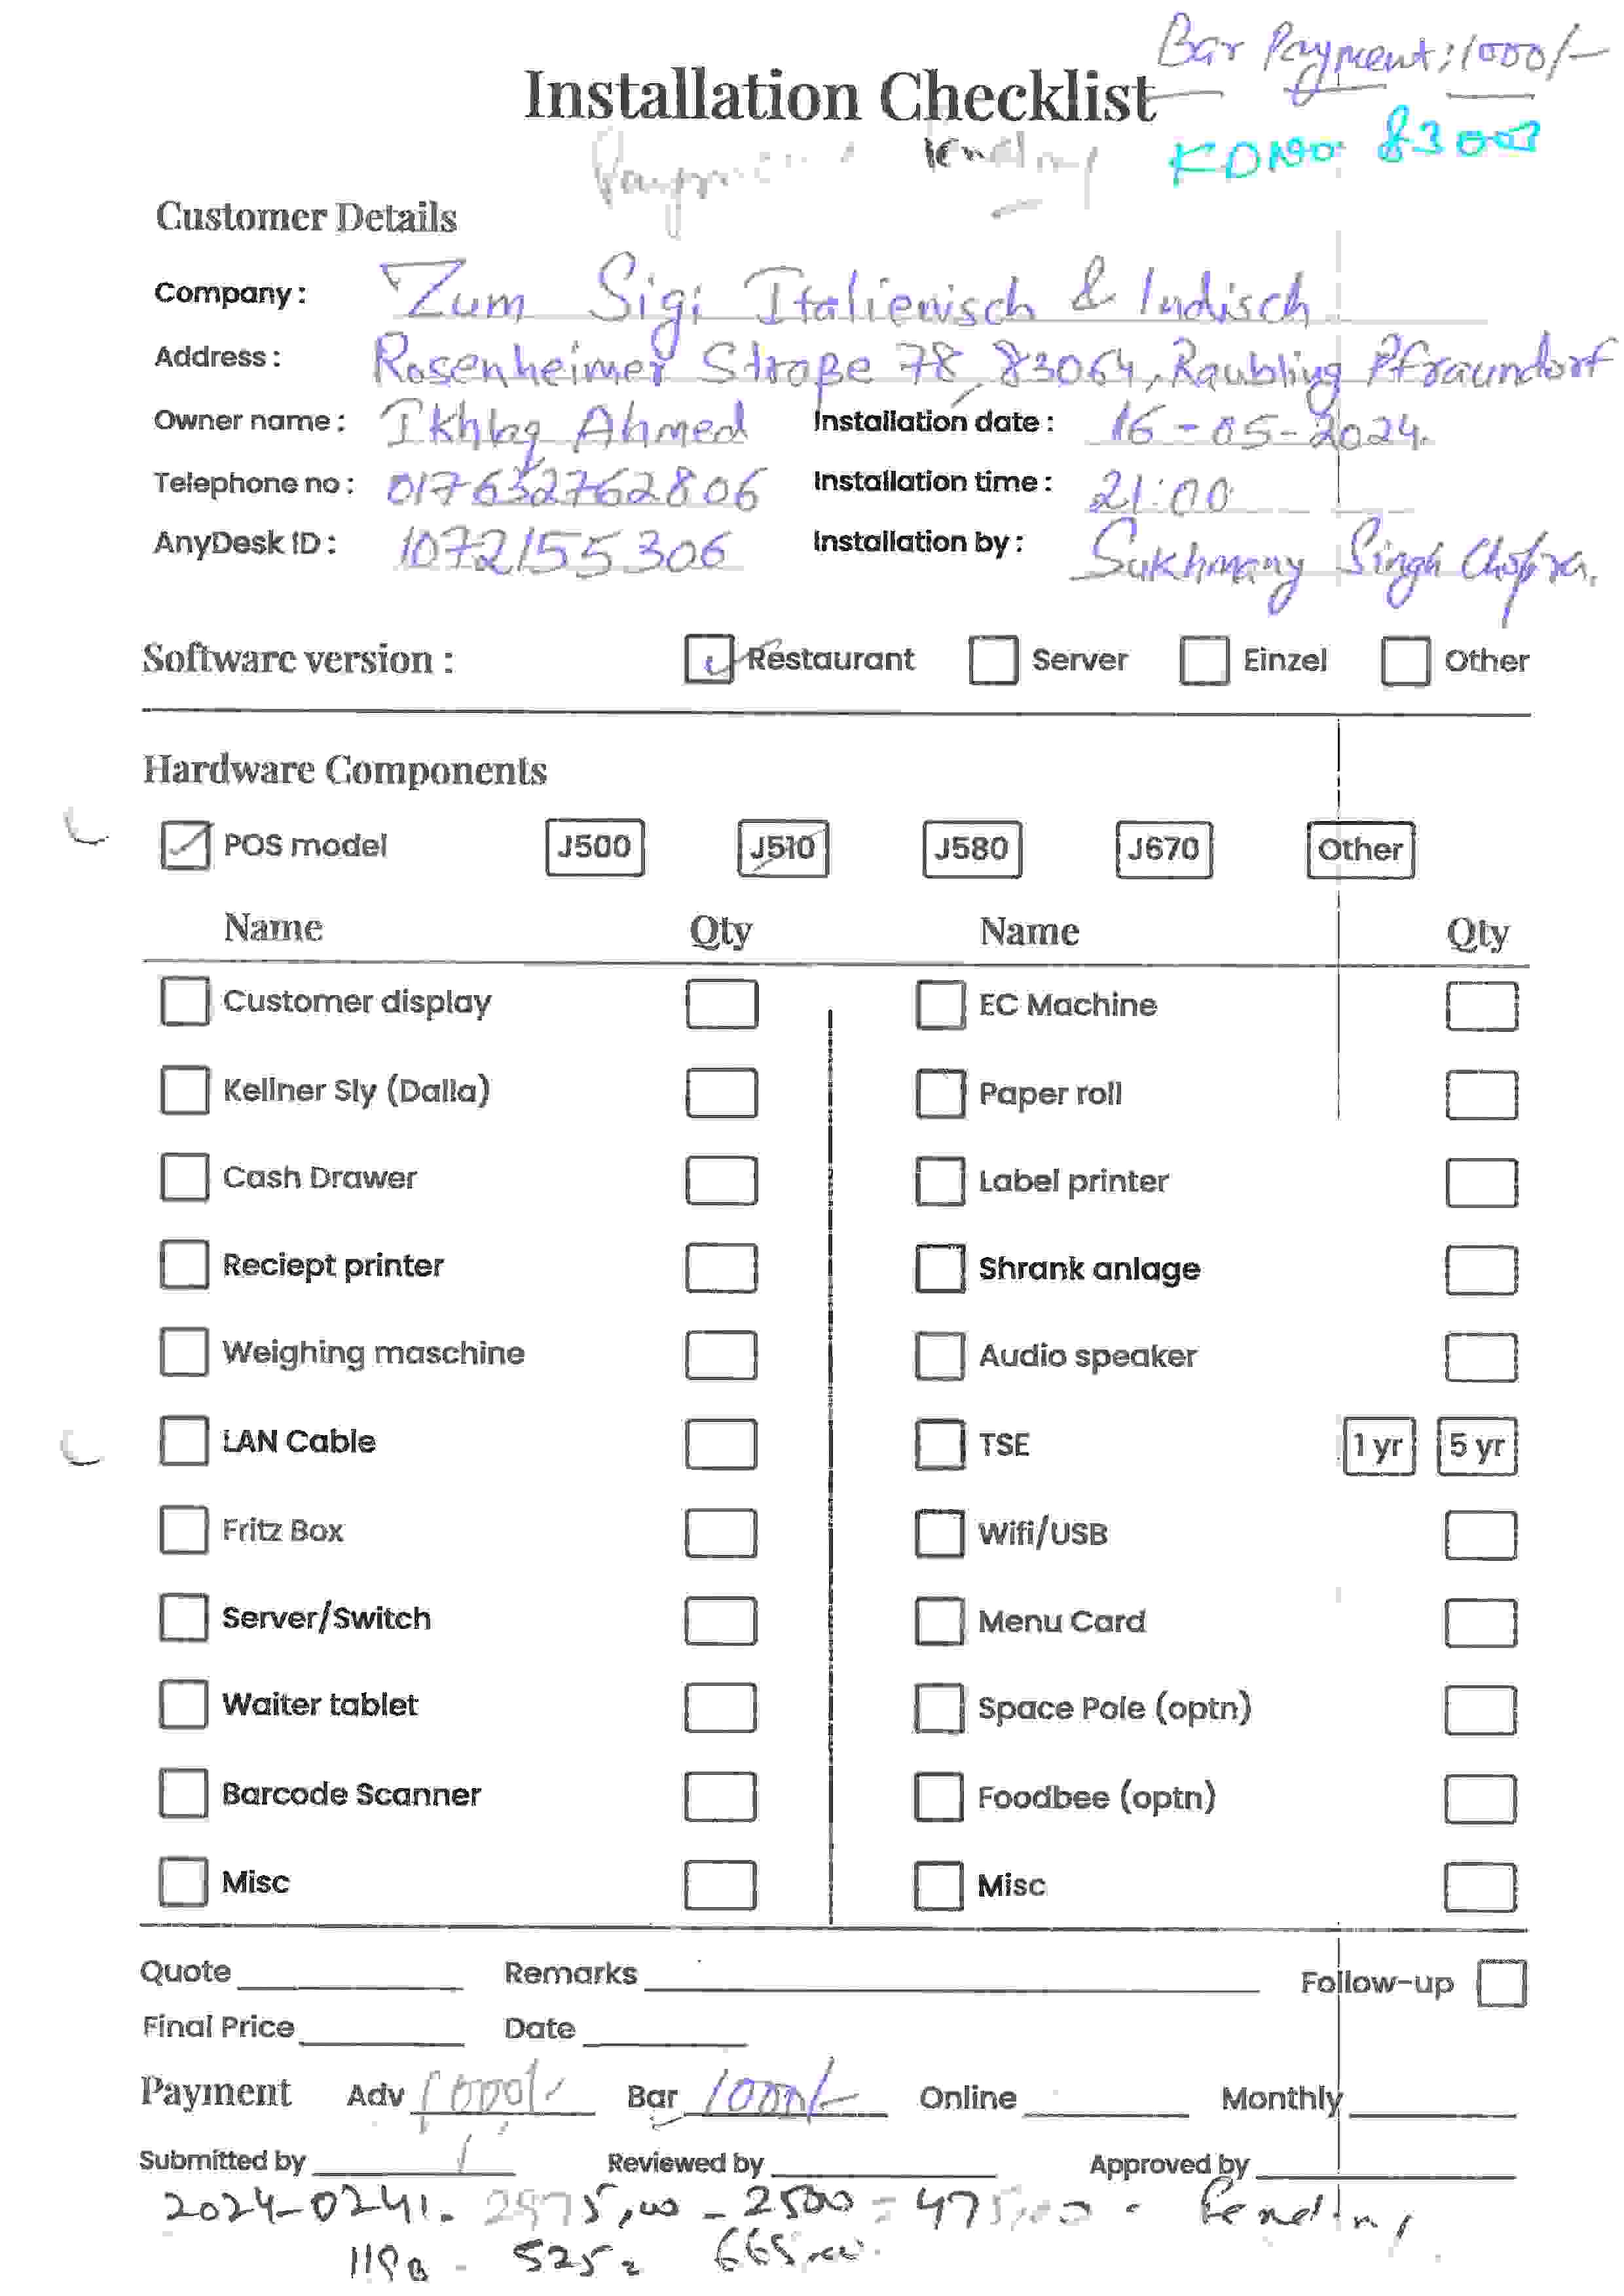 Bar Payment: 1000/-
Installation Checklist
KDNo 83003
Pending
Customer Details
Company: Zum Sigi Italienisch & Indisch
Address: Rosenheimer Straße 78, 83064, Raubling Pfraundorf
Owner name: Ikhlaq Ahmed Installation date: 16-05-2024.
Telephone no: 017632762806 Installation time: 21:00
AnyDesk ID: 1072155306 Installation by: Sukhmany Singh Chopra.
Software version: Restaurant Server Einzel Other
Hardware Components
POS model J500 J510 J580 J670 Other
Name Qty Name Qty
Customer display EC Machine
Kellner Sly (Dalla) Paper roll
Cash Drawer Label printer
Reciept printer Shrank anlage
Weighing maschine Audio speaker
LAN Cable TSE 1 yr 5 yr
Fritz Box Wifi/USB
Server/Switch Menu Card
Waiter tablet Space Pole (optn)
Barcode Scanner Foodbee (optn)
Misc Misc
Quote Remarks Follow-up
Final Price Date
Payment Adv 1000/- Bar 1000/- Online Monthly
Submitted by Reviewed by Approved by
2024-0241. 2975,00 - 2500 = 475,00 - Pending
525 665